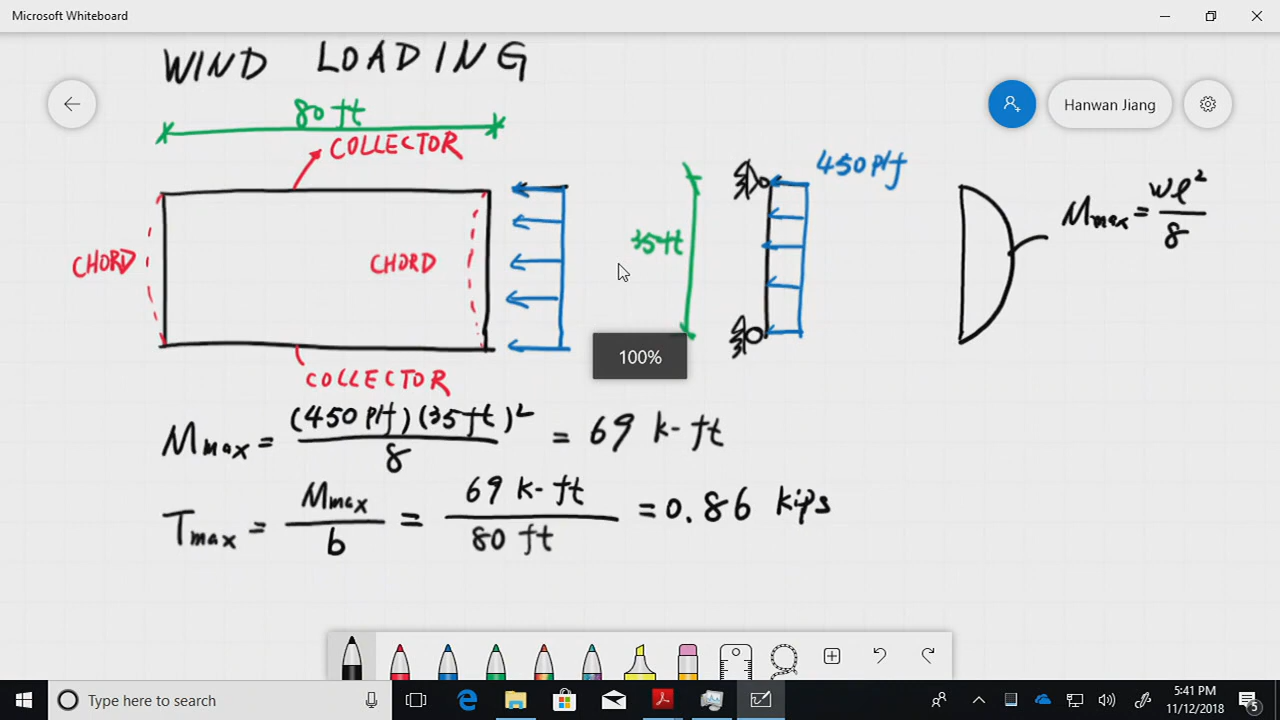 Microsoft Whiteboard
WIND LOADING
80 ft
COLLECTOR
Hanwan Jiang
450 plf
35 ft
CHORD
CHORD
Mmax = wl²/8
100%
COLLECTOR
Mmax = (450 plf)(35 ft)²/8 = 69 k-ft
Tmax = Mmax/b = 69 k-ft/80 ft = 0.86 kips
Type here to search
5:41 PM
11/12/2018
5